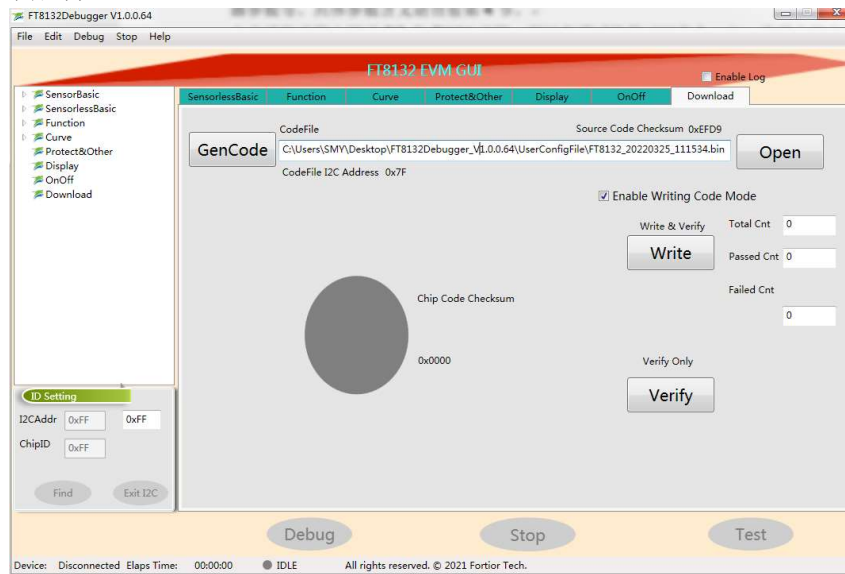 FT8132Debugger V1.0.0.64
File Edit Debug Stop Help
FT8132 EVM GUI
Enable Log
SensorBasic
SensorlessBasic
Function
Curve
Protect&Other
Display
OnOff
Download
SensorlessBasic Function Curve Protect&Other Display OnOff Download
CodeFile
Source Code Checksum 0xEFD9
GenCode
C:\Users\SMY\Desktop\FT8132Debugger_V1.0.0.64\UserConfigFile\FT8132_20220325_111534.bin
Open
CodeFile I2C Address 0x7F
Enable Writing Code Mode
Write & Verify
Total Cnt 0
Write
Passed Cnt 0
Failed Cnt
0
Chip Code Checksum
0x0000
Verify Only
Verify
ID Setting
I2CAddr 0xFF 0xFF
ChipID 0xFF
Find Exit I2C
Debug Stop Test
Device: Disconnected Elaps Time: 00:00:00 IDLE All rights reserved. © 2021 Fortior Tech.